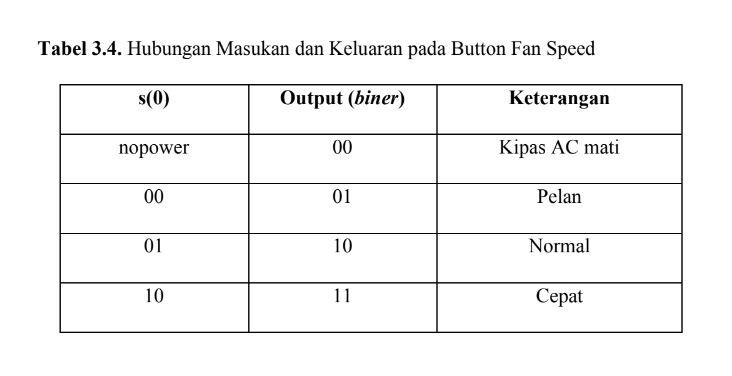 Tabel 3.4. Hubungan Masukan dan Keluaran pada Button Fan Speed
s(0) Output (biner) Keterangan
nopower 00 Kipas AC mati
00 01 Pelan
01 10 Normal
10 11 Cepat